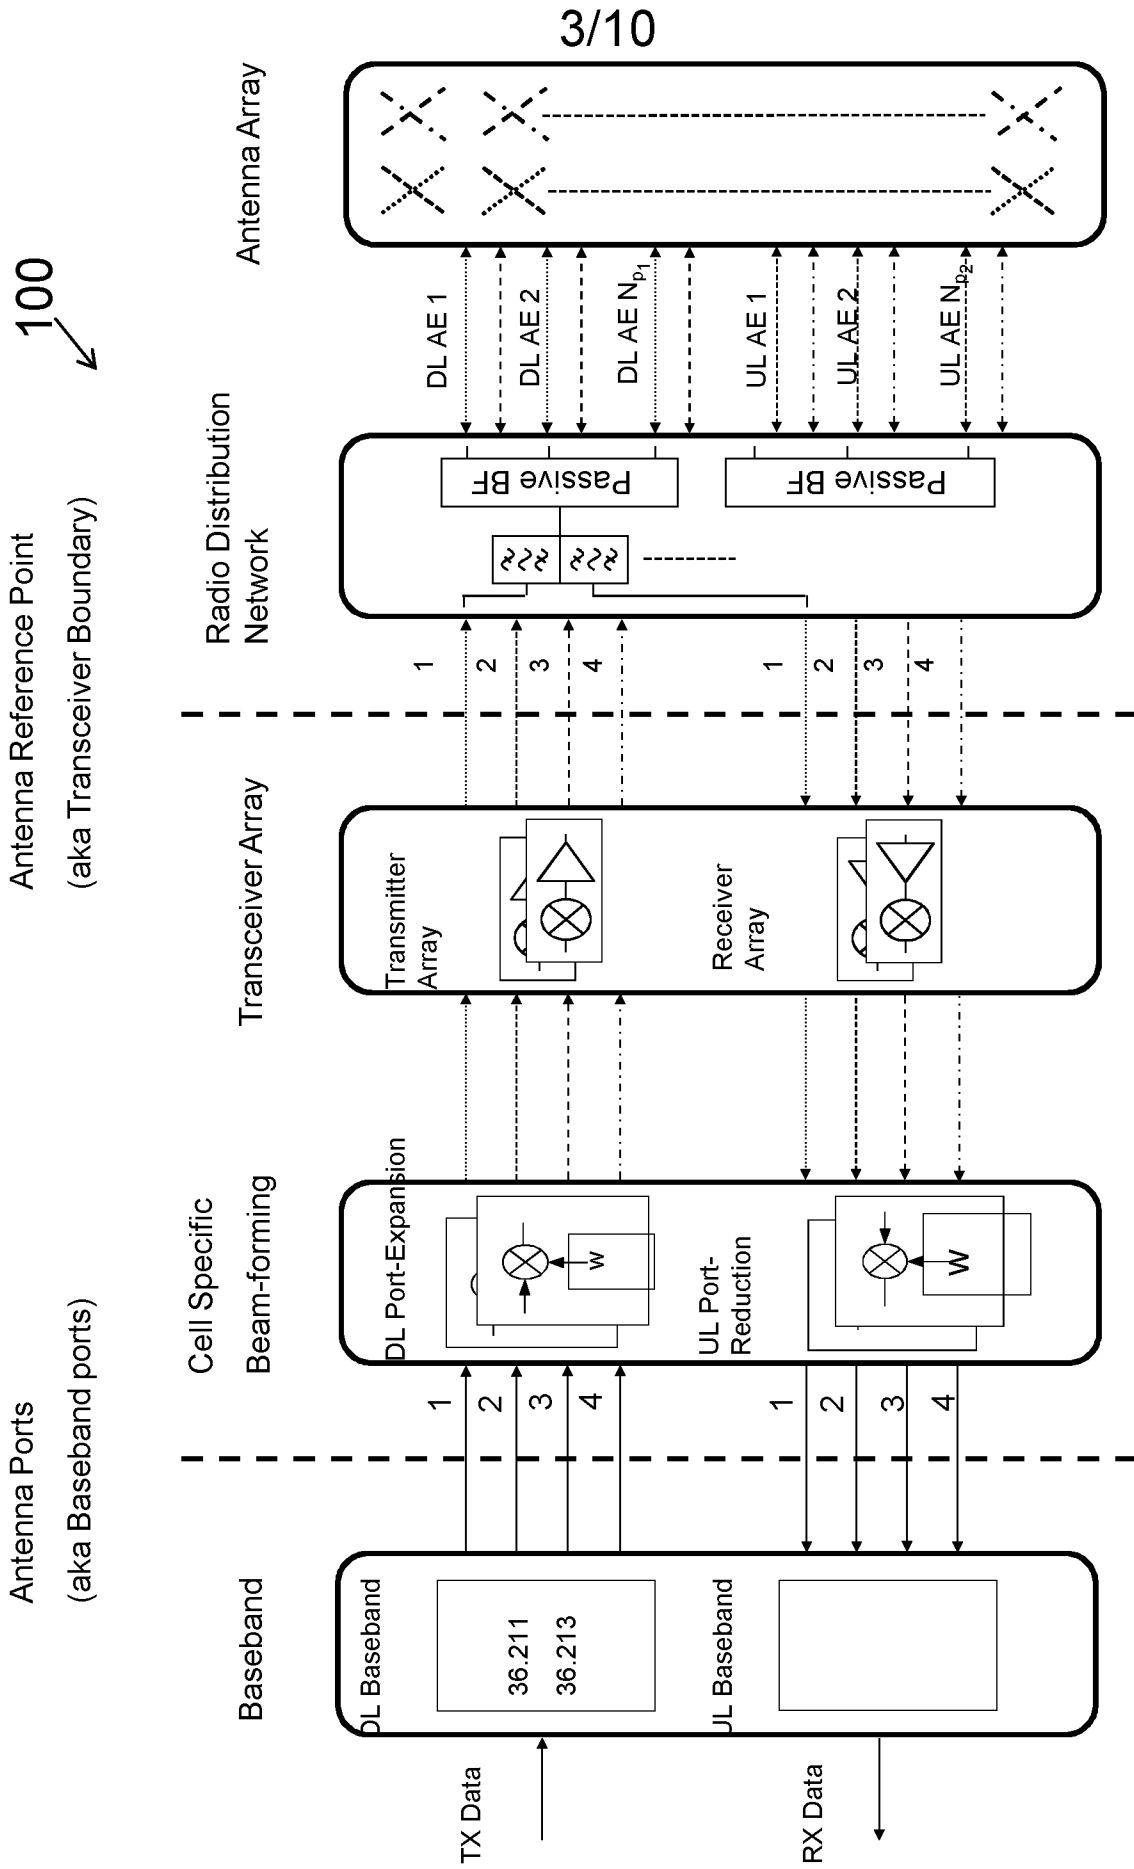 3/10
100
Antenna Ports
(aka Baseband ports)
Antenna Reference Point
(aka Transceiver Boundary)
Baseband
Cell Specific
Beam-forming
Transceiver Array
Radio Distribution
Network
Antenna Array
TX Data
DL Baseband
36.211
36.213
1
2
3
4
DL Port-Expansion
W
Transmitter
Array
1
2
3
4
Passive BF
DL AE 1
DL AE 2
DL AE Np1
RX Data
UL Baseband
1
2
3
4
UL Port-
Reduction
W
Receiver
Array
1
2
3
4
Passive BF
UL AE 1
UL AE 2
UL AE Np2